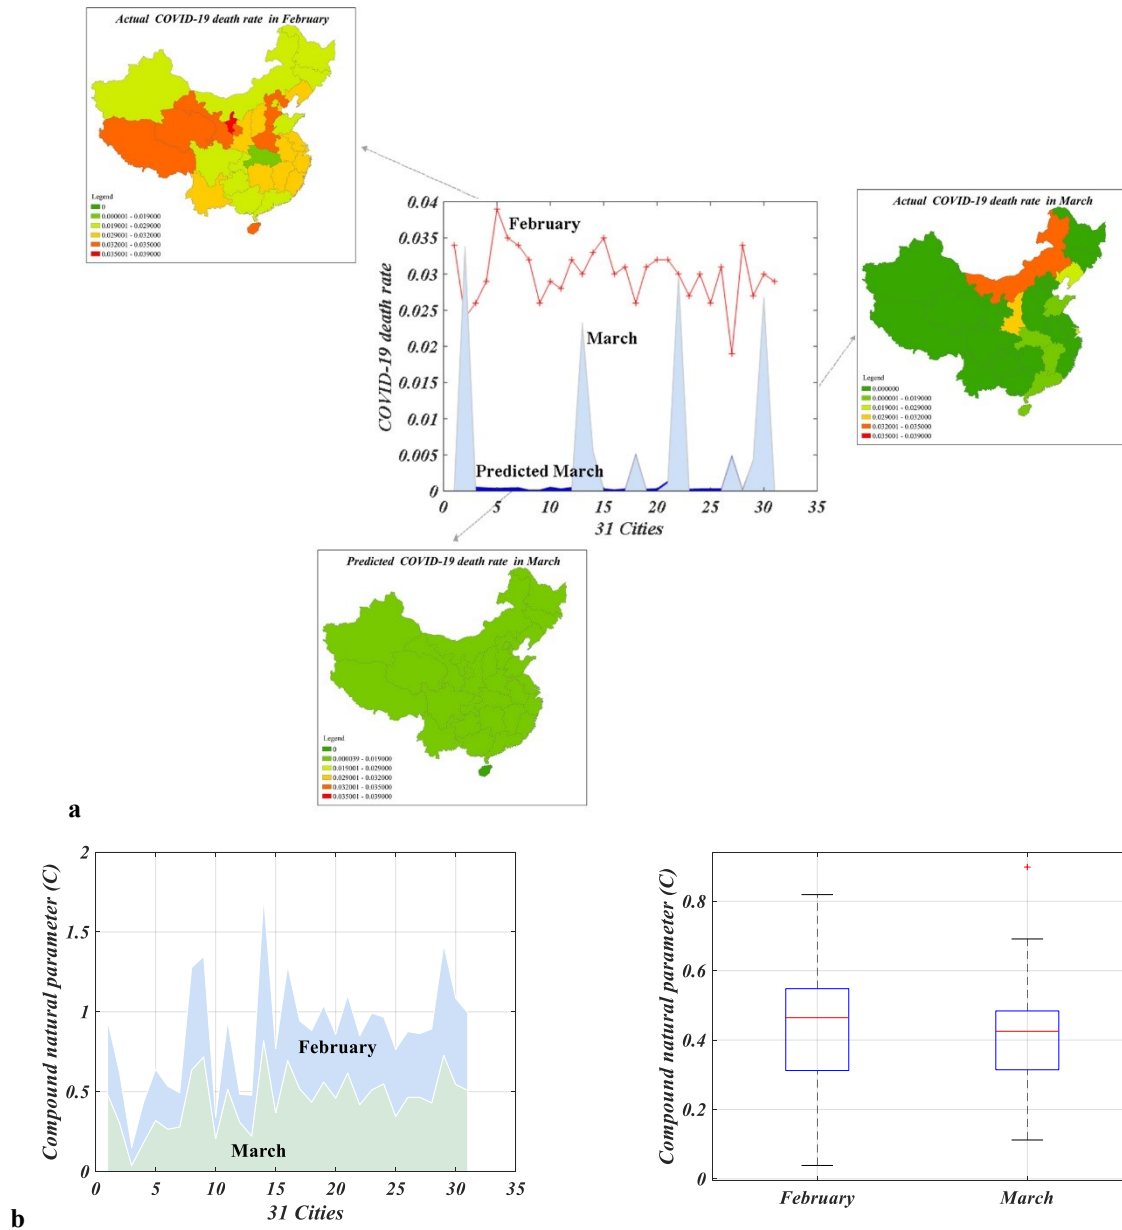 Actual COVID-19 death rate in February
Legend
0
0.000001 - 0.019000
0.019001 - 0.029000
0.029001 - 0.032000
0.032001 - 0.035000
0.035001 - 0.039000
Actual COVID-19 death rate in March
Legend
0.000000
0.000001 - 0.019000
0.019001 - 0.029000
0.029001 - 0.032000
0.032001 - 0.035000
0.035001 - 0.039000
COVID-19 death rate
0.04
0.035
0.03
0.025
0.02
0.015
0.01
0.005
0
February
March
Predicted March
0 5 10 15 20 25 30 35
31 Cities
Predicted COVID-19 death rate in March
Legend
0
0.000039 - 0.019000
0.019001 - 0.029000
0.029001 - 0.032000
0.032001 - 0.035000
0.035001 - 0.039000
a
Compound natural parameter (C)
2
1.5
1
0.5
0
February
March
0 5 10 15 20 25 30 35
31 Cities
Compound natural parameter (C)
0.8
0.6
0.4
0.2
0
February March
b